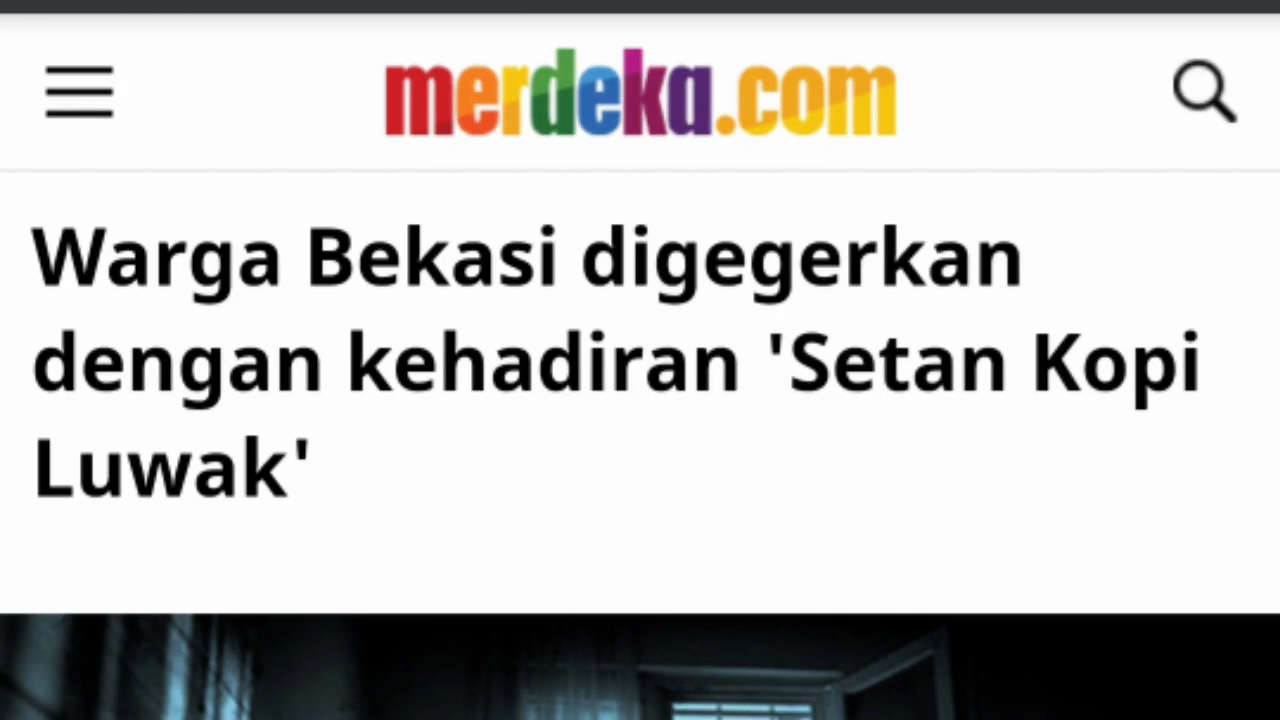 merdeka.com
Warga Bekasi digegerkan
dengan kehadiran 'Setan Kopi
Luwak'